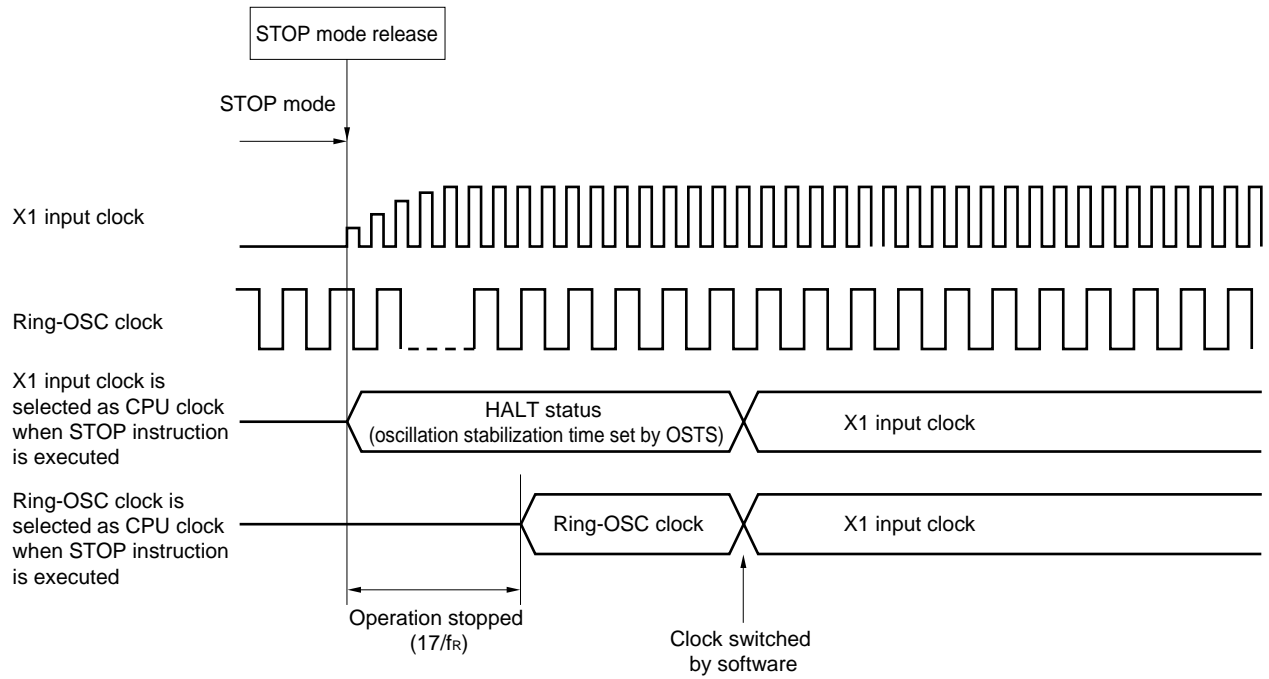 STOP mode release
STOP mode
X1 input clock
Ring-OSC clock
X1 input clock is
selected as CPU clock
when STOP instruction
is executed
HALT status
(oscillation stabilization time set by OSTS)
X1 input clock
Ring-OSC clock is
selected as CPU clock
when STOP instruction
is executed
Ring-OSC clock
X1 input clock
Operation stopped
(17/fR)
Clock switched
by software